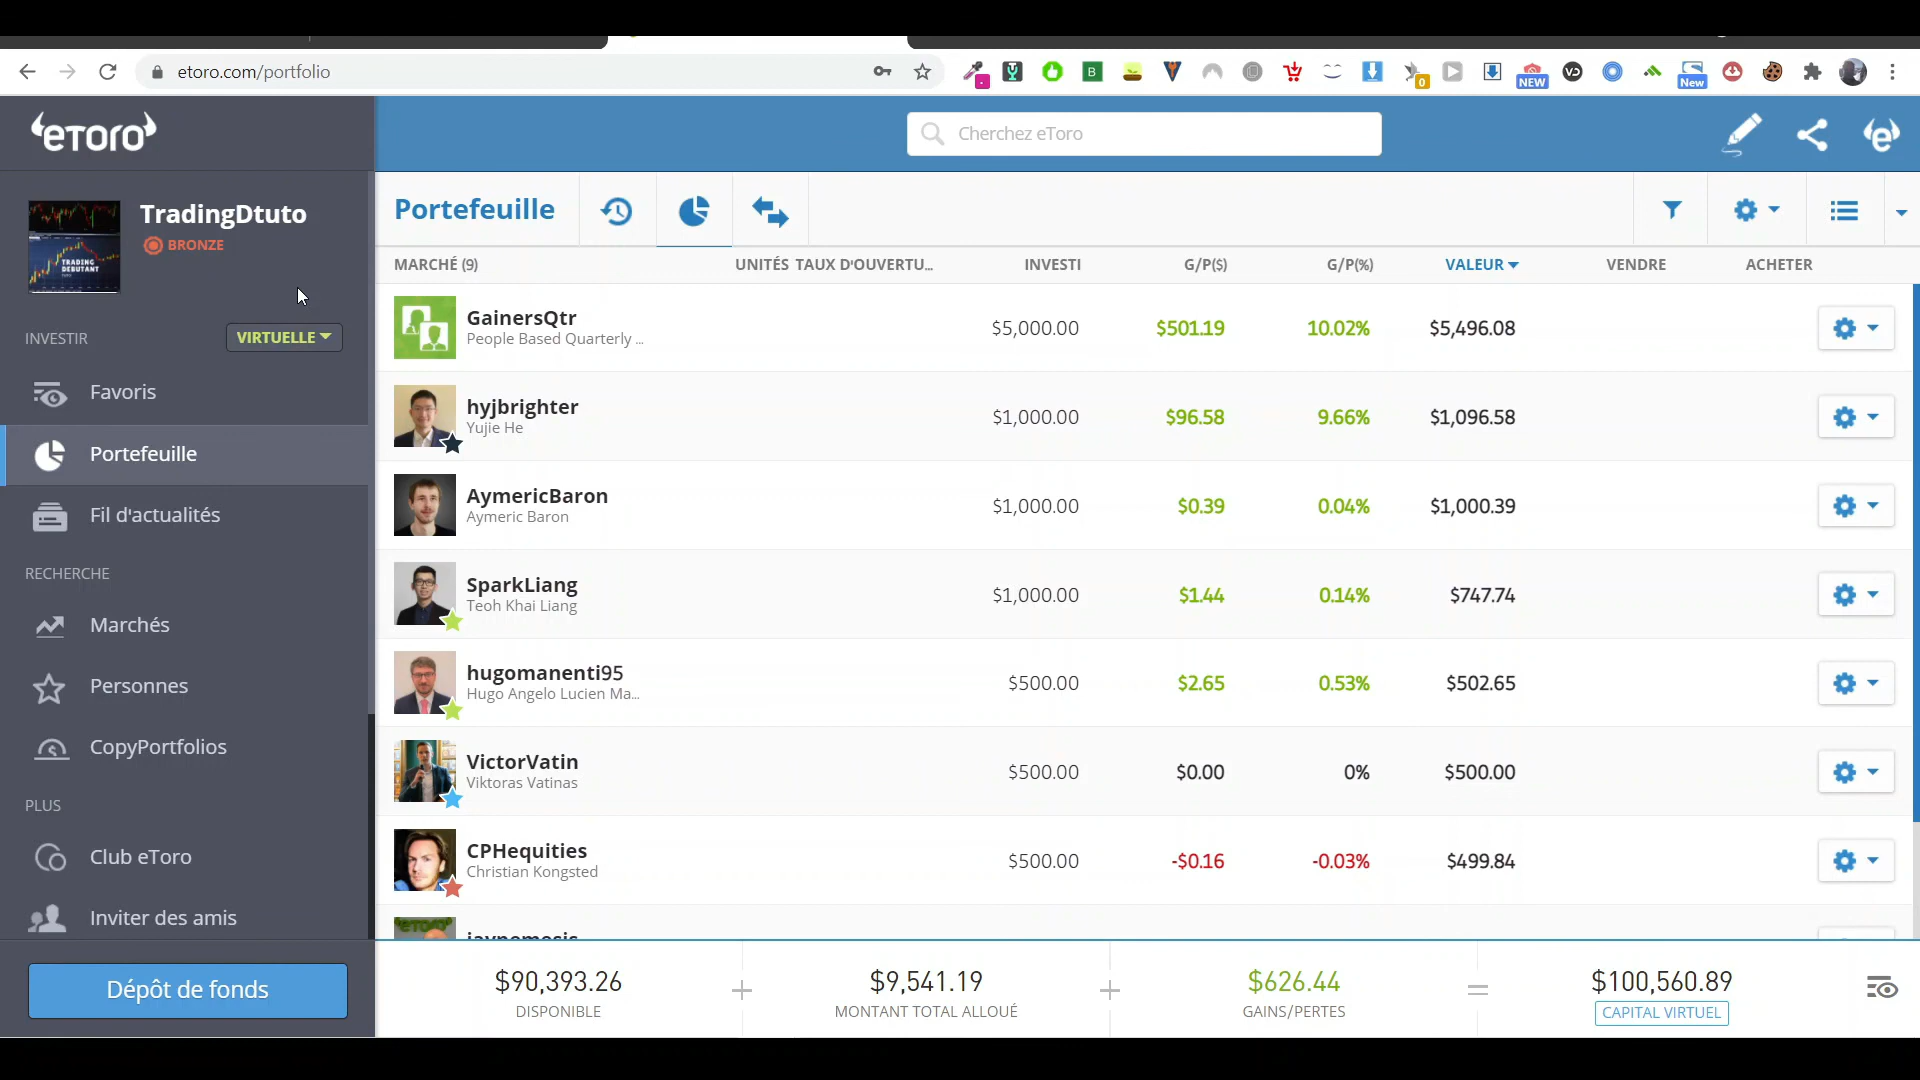 etoro.com/portfolio
NEW
0
New
eTORO
Cherchez eToro
TradingDtuto
BRONZE
TRADING
DEBUTANT
INVESTIR
VIRTUELLE
Favoris
Portefeuille
Fil d'actualités
RECHERCHE
Marchés
Personnes
CopyPortfolios
PLUS
Club eToro
Inviter des amis
Dépôt de fonds
Portefeuille
MARCHÉ (9) UNITÉS TAUX D'OUVERTU... INVESTI G/P($) G/P(%) VALEUR VENDRE ACHETER
GainersQtr
People Based Quarterly ...
$5,000.00 $501.19 10.02% $5,496.08
hyjbrighter
Yujie He
$1,000.00 $96.58 9.66% $1,096.58
AymericBaron
Aymeric Baron
$1,000.00 $0.39 0.04% $1,000.39
SparkLiang
Teoh Khai Liang
$1,000.00 $1.44 0.14% $747.74
hugomanenti95
Hugo Angelo Lucien Ma...
$500.00 $2.65 0.53% $502.65
VictorVatin
Viktoras Vatinas
$500.00 $0.00 0% $500.00
CPHequities
Christian Kongsted
$500.00 -$0.16 -0.03% $499.84
$90,393.26 + $9,541.19 + $626.44 = $100,560.89
DISPONIBLE MONTANT TOTAL ALLOUÉ GAINS/PERTES CAPITAL VIRTUEL